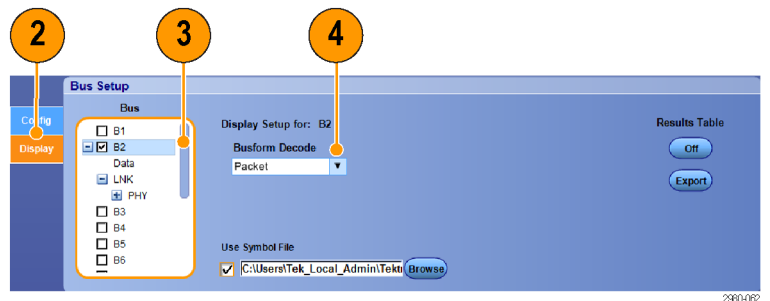 2
3
4
Bus Setup
Config
Display
Bus
B1
B2
Data
LNK
PHY
B3
B4
B5
B6
Display Setup for: B2
Busform Decode
Packet
Use Symbol File
C:\Users\Tek_Local_Admin\Tekt
Browse
Results Table
Off
Export
2980-062